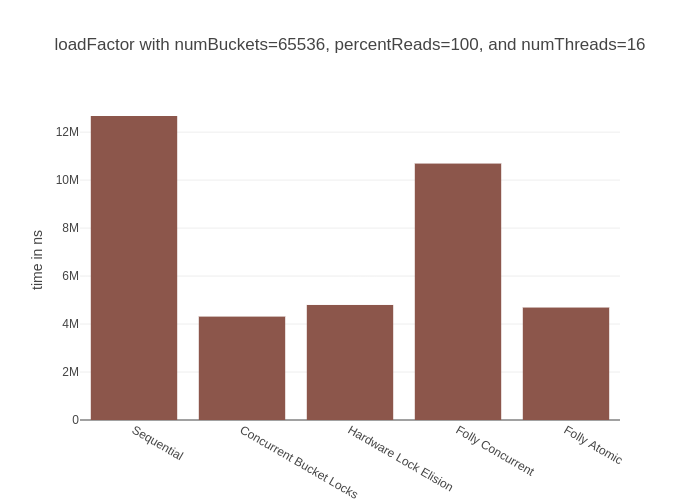 loadFactor with numBuckets=65536, percentReads=100, and numThreads=16
12M
10M
8M
6M
4M
2M
0
time in ns
Sequential
Concurrent Bucket Locks
Hardware Lock Elision
Folly Concurrent
Folly Atomic